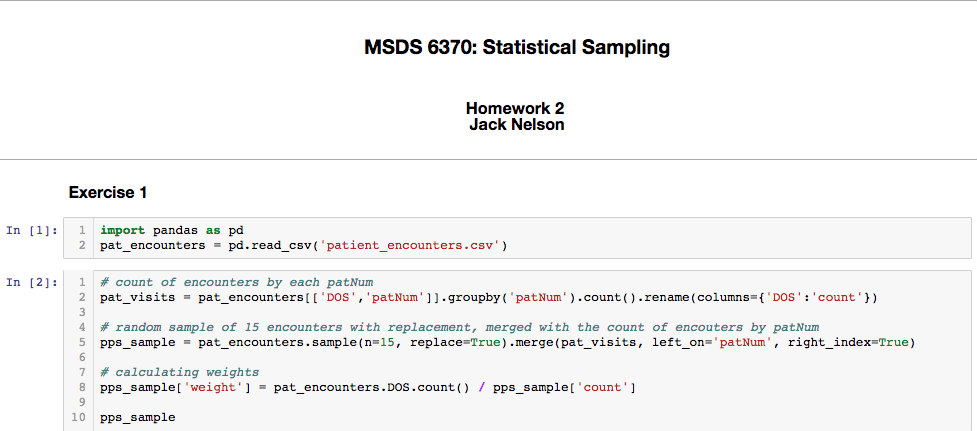 MSDS 6370: Statistical Sampling
Homework 2
Jack Nelson
Exercise 1
In [1]:
1 import pandas as pd
2 pat_encounters = pd.read_csv('patient_encounters.csv')
In [2]:
1 # count of encounters by each patNum
2 pat_visits = pat_encounters[['DOS','patNum']].groupby('patNum').count().rename(columns={'DOS':'count'})
3
4 # random sample of 15 encounters with replacement, merged with the count of encouters by patNum
5 pps_sample = pat_encounters.sample(n=15, replace=True).merge(pat_visits, left_on='patNum', right_index=True)
6
7 # calculating weights
8 pps_sample['weight'] = pat_encounters.DOS.count() / pps_sample['count']
9
10 pps_sample